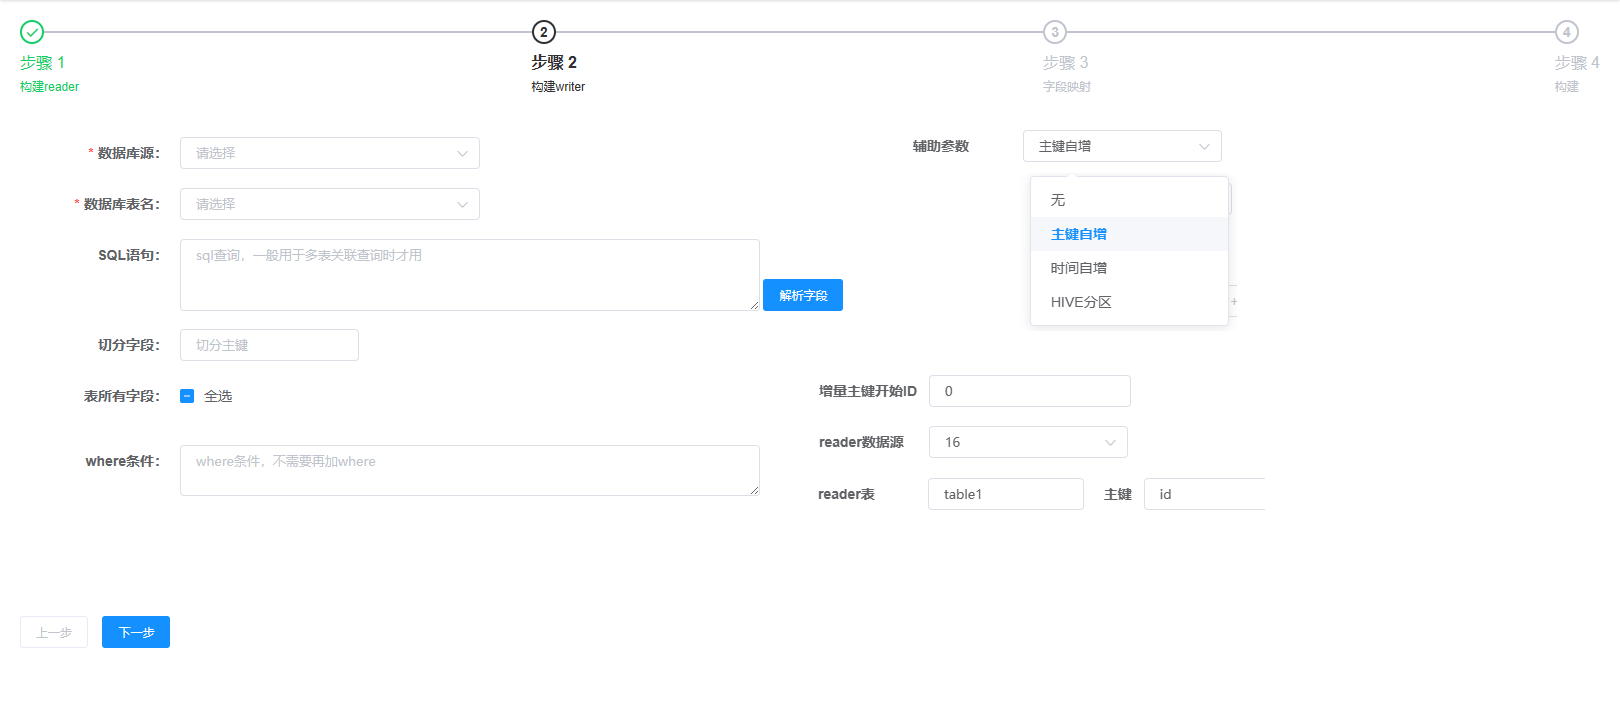 2
3
4
步骤 1
步骤 2
步骤 3
步骤 4
构建reader
构建writer
字段映射
构建
* 数据库源：
请选择
* 数据库表名：
请选择
SQL语句：
sql查询，一般用于多表关联查询时才用
解析字段
切分字段：
切分主键
表所有字段：
全选
where条件：
where条件，不需要再加where
辅助参数
主键自增
无
主键自增
时间自增
HIVE分区
+
增量主键开始ID
0
reader数据源
16
reader表
table1
主键
id
上一步
下一步